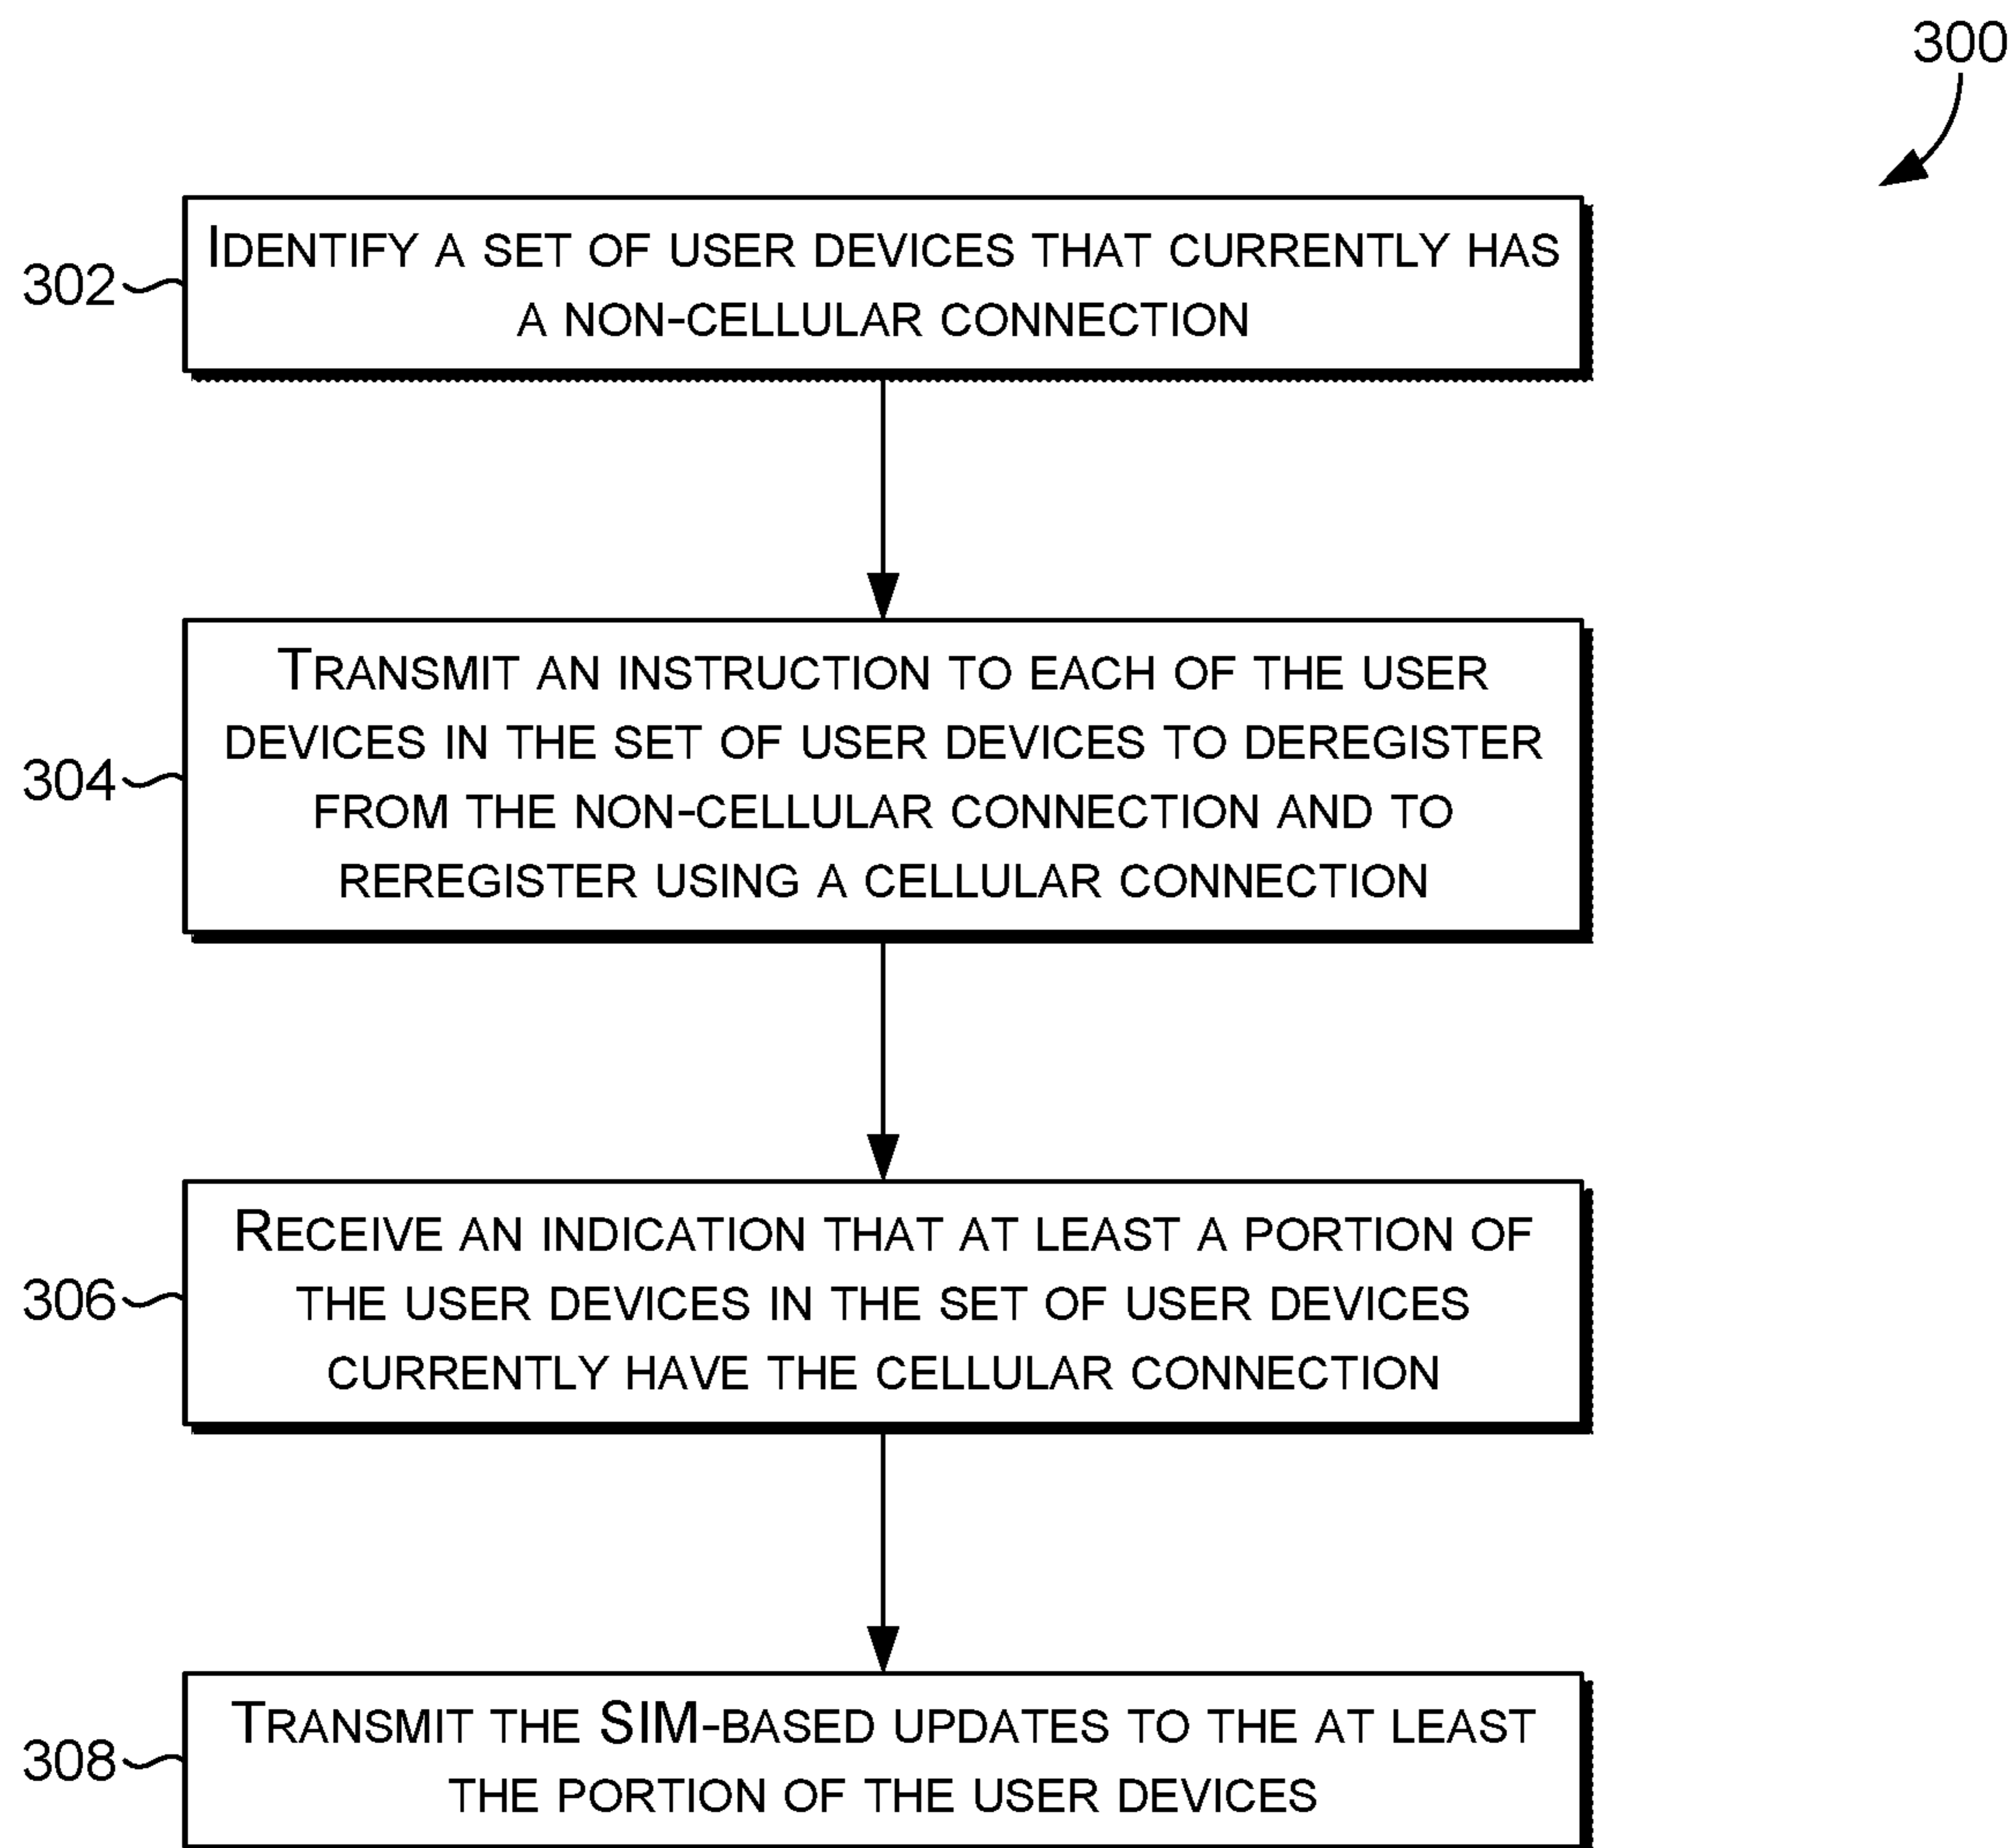 300
302
IDENTIFY A SET OF USER DEVICES THAT CURRENTLY HAS
A NON-CELLULAR CONNECTION
304
TRANSMIT AN INSTRUCTION TO EACH OF THE USER
DEVICES IN THE SET OF USER DEVICES TO DEREGISTER
FROM THE NON-CELLULAR CONNECTION AND TO
REREGISTER USING A CELLULAR CONNECTION
306
RECEIVE AN INDICATION THAT AT LEAST A PORTION OF
THE USER DEVICES IN THE SET OF USER DEVICES
CURRENTLY HAVE THE CELLULAR CONNECTION
308
TRANSMIT THE SIM-BASED UPDATES TO THE AT LEAST
THE PORTION OF THE USER DEVICES